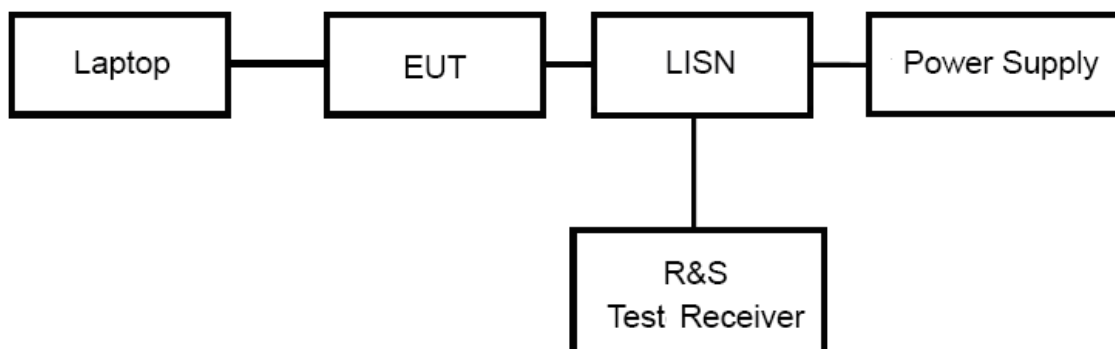 Laptop
EUT
LISN
Power Supply
R&S
Test Receiver